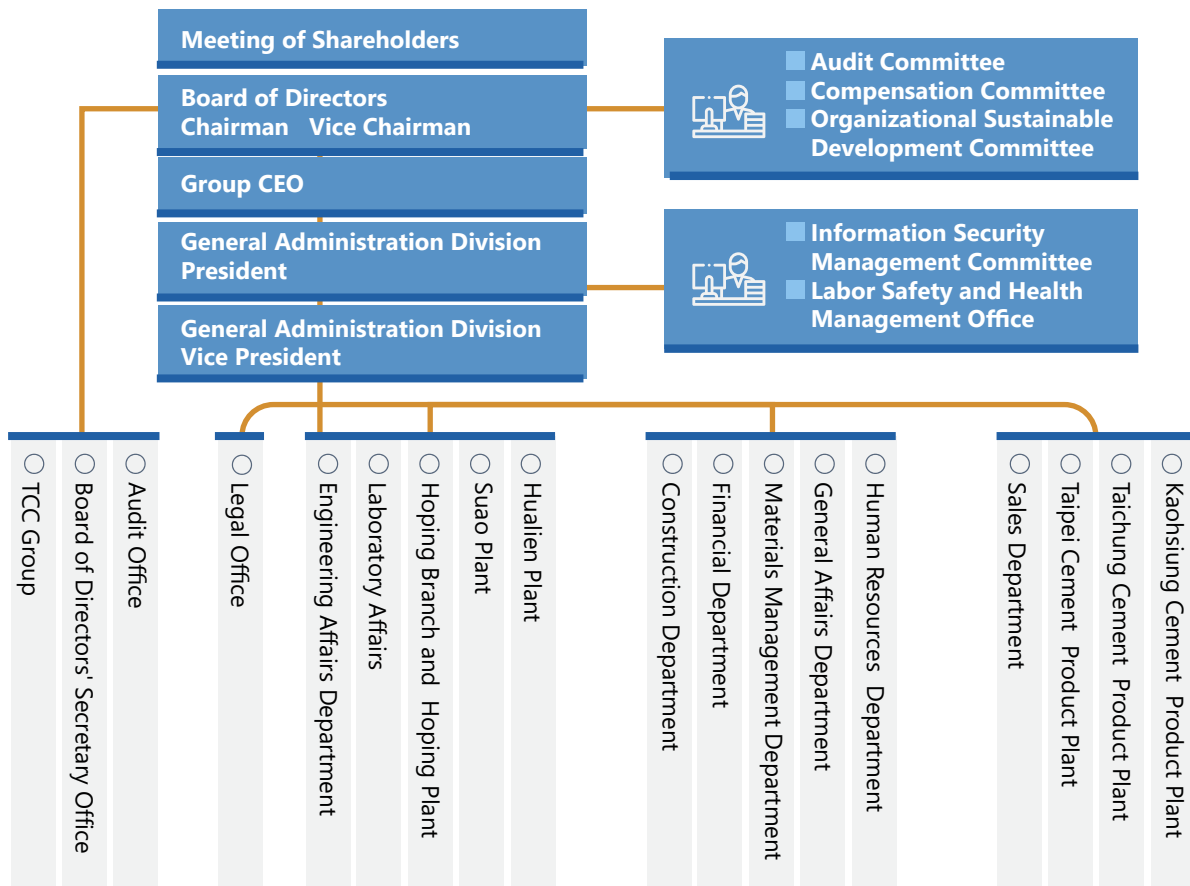 Meeting of Shareholders
Board of Directors
Chairman Vice Chairman
Group CEO
General Administration Division
President
General Administration Division
Vice President
Audit Committee
Compensation Committee
Organizational Sustainable
Development Committee
Information Security
Management Committee
Labor Safety and Health
Management Office
TCC Group
Board of Directors' Secretary Office
Audit Office
Legal Office
Engineering Affairs Department
Laboratory Affairs
Hoping Branch and Hoping Plant
Suao Plant
Hualien Plant
Construction Department
Financial Department
Materials Management Department
General Affairs Department
Human Resources Department
Sales Department
Taipei Cement Product Plant
Taichung Cement Product Plant
Kaohsiung Cement Product Plant